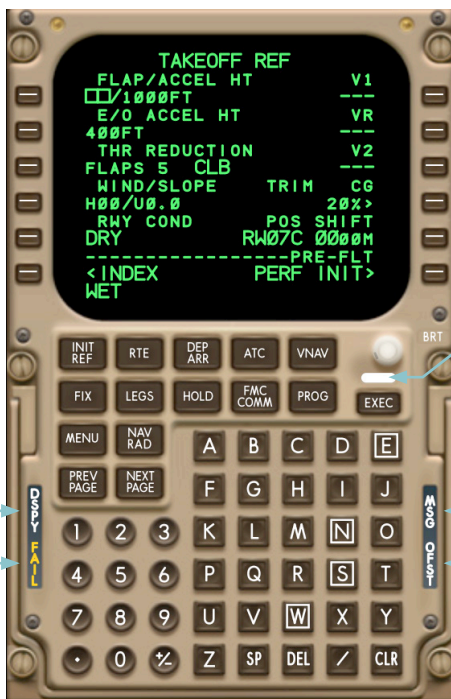 TAKEOFF REF
FLAP/ACCEL HT V1
□□/1000FT ---
E/O ACCEL HT VR
400FT ---
THR REDUCTION V2
FLAPS 5 CLB ---
WIND/SLOPE TRIM CG
H00/U0.0 20%>
RWY COND POS SHIFT
DRY RW07C 0000M
------------------PRE-FLT
<INDEX PERF INIT>
WET
BRT
INIT REF RTE DEP ARR ATC VNAV
FIX LEGS HOLD FMC COMM PROG EXEC
MENU NAV RAD
PREV PAGE NEXT PAGE
A B C D E
F G H I J
1 2 3 K L M N O
4 5 6 P Q R S T
7 8 9 U V W X Y
. 0 +/- Z SP DEL / CLR
DSPY FAIL
MSG OFST